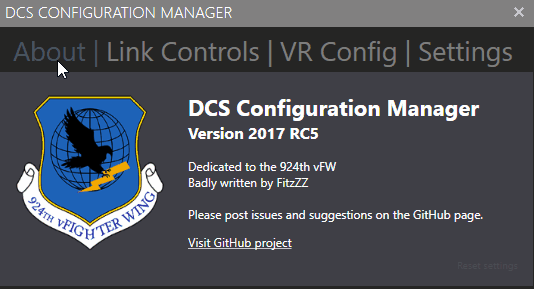 DCS CONFIGURATION MANAGER
About | Link Controls | VR Config | Settings
DCS Configuration Manager
Version 2017 RC5
Dedicated to the 924th vFW
Badly written by FitzZZ
Please post issues and suggestions on the GitHub page.
Visit GitHub project
924TH vFIGHTER WING
Reset settings